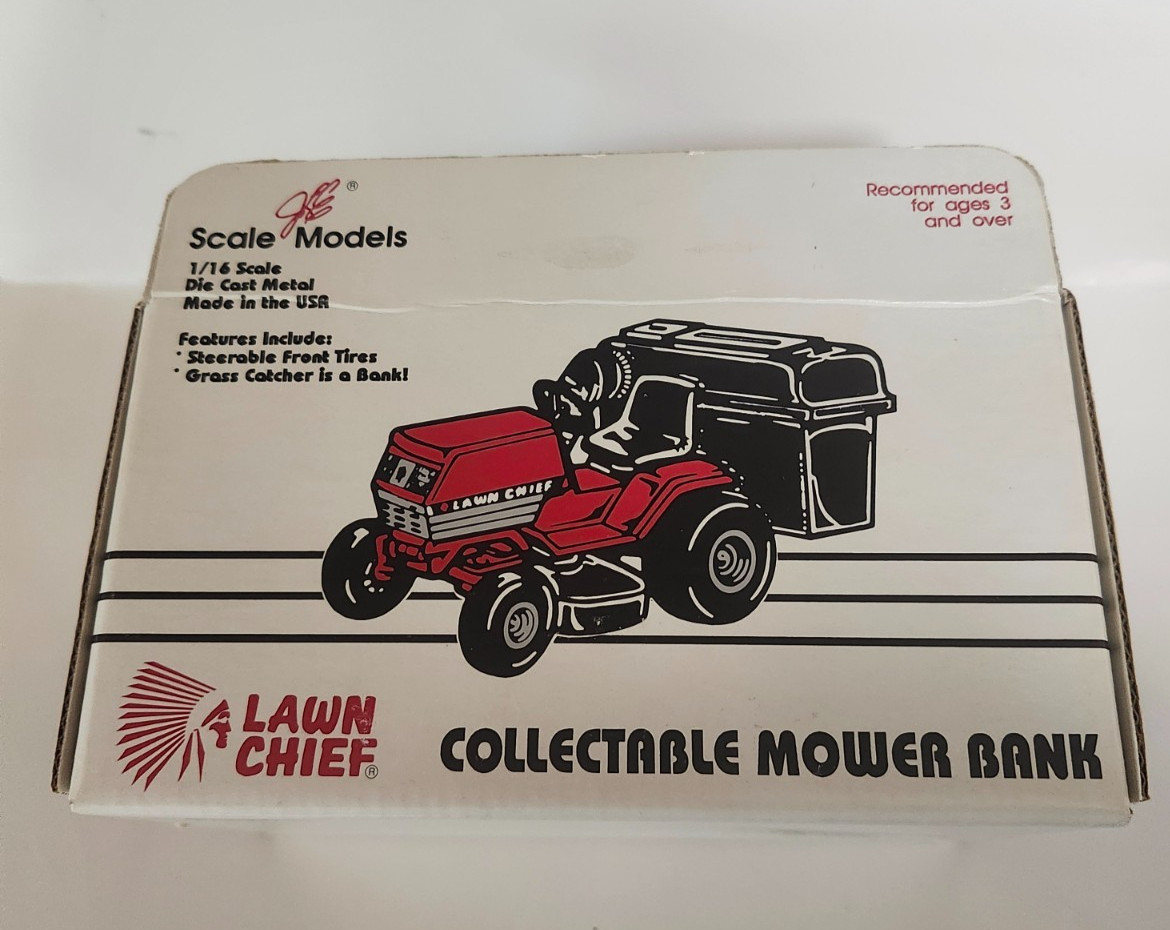 JLE ®
Scale Models
1/16 Scale
Die Cast Metal
Made in the USA
Features Include:
• Steerable Front Tires
• Grass Catcher is a Bank!
Recommended
for ages 3
and over
LAWN CHIEF
LAWN
CHIEF®
COLLECTABLE MOWER BANK